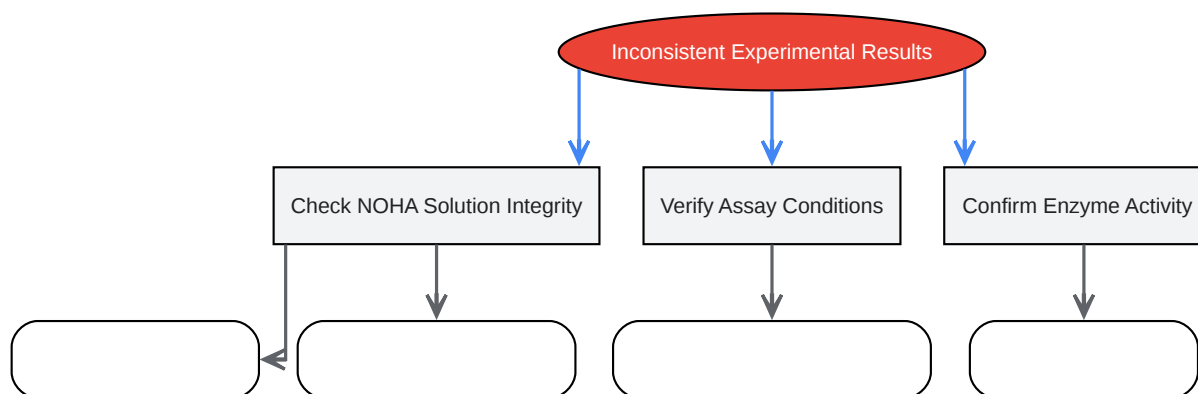 Inconsistent Experimental Results
Check NOHA Solution Integrity
Verify Assay Conditions
Confirm Enzyme Activity